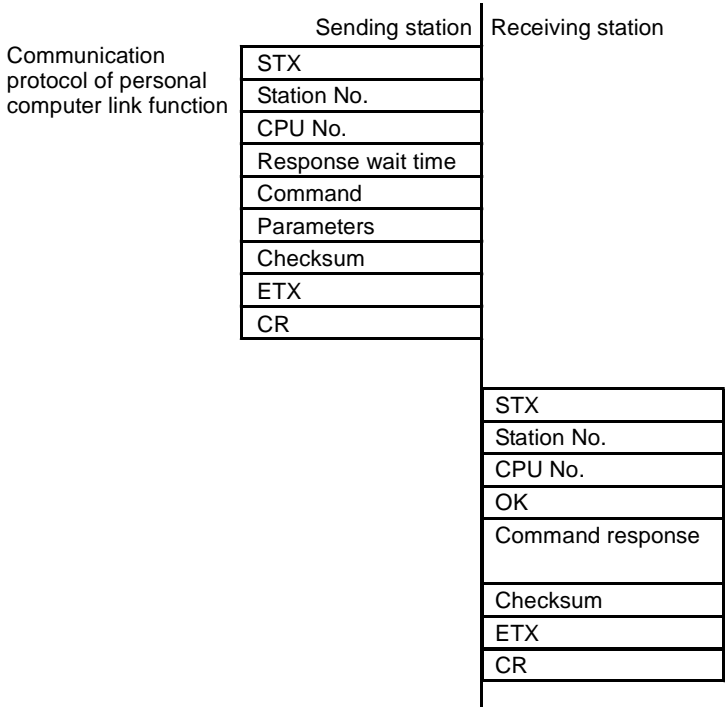 Sending station
Receiving station
Communication
protocol of personal
computer link function
STX
Station No.
CPU No.
Response wait time
Command
Parameters
Checksum
ETX
CR
STX
Station No.
CPU No.
OK
Command response
Checksum
ETX
CR